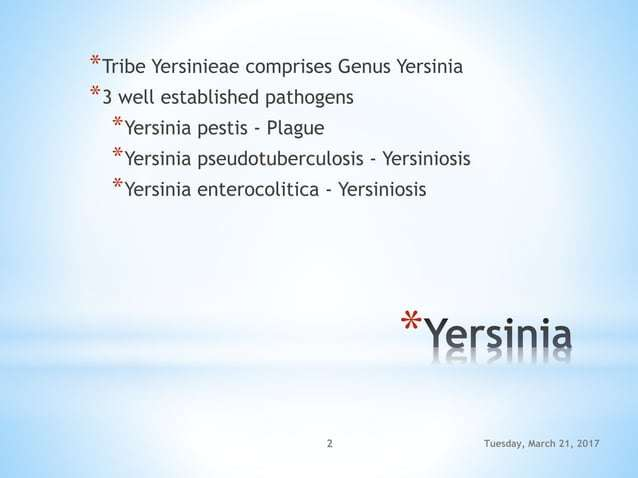 *Tribe Yersinieae comprises Genus Yersinia
*3 well established pathogens
*Yersinia pestis - Plague
*Yersinia pseudotuberculosis - Yersiniosis
*Yersinia enterocolitica - Yersiniosis
*Yersinia
2 Tuesday, March 21, 2017